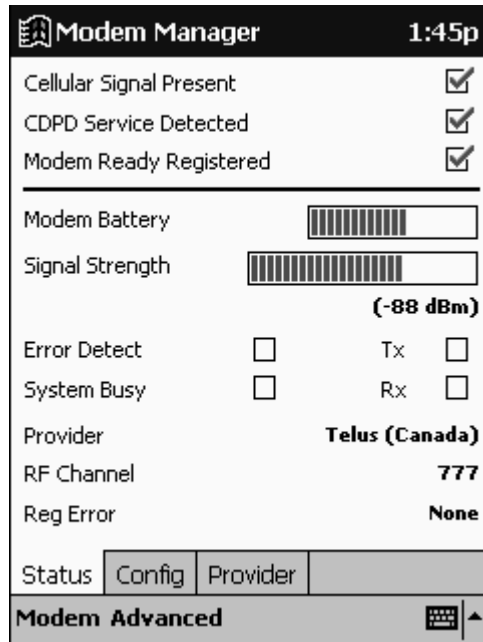 Modem Manager 1:45p
Cellular Signal Present
CDPD Service Detected
Modem Ready Registered
Modem Battery
Signal Strength
(-88 dBm)
Error Detect Tx
System Busy Rx
Provider Telus (Canada)
RF Channel 777
Reg Error None
Status Config Provider
Modem Advanced